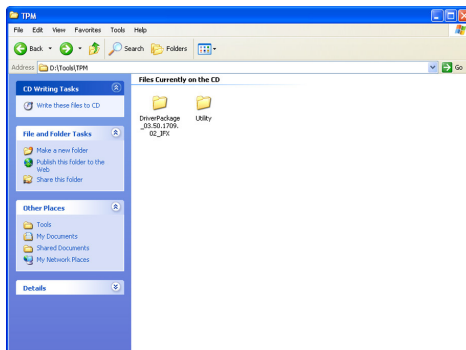 TPM
File Edit View Favorites Tools Help
Back Search Folders
Address D:\Tools\TPM Go
Files Currently on the CD
CD Writing Tasks
Write these files to CD
File and Folder Tasks
Make a new folder
Publish this folder to the
Web
Share this folder
Other Places
Tools
My Documents
Shared Documents
My Network Places
Details
DriverPackage
_03.50.1709.
02_IFX
Utility